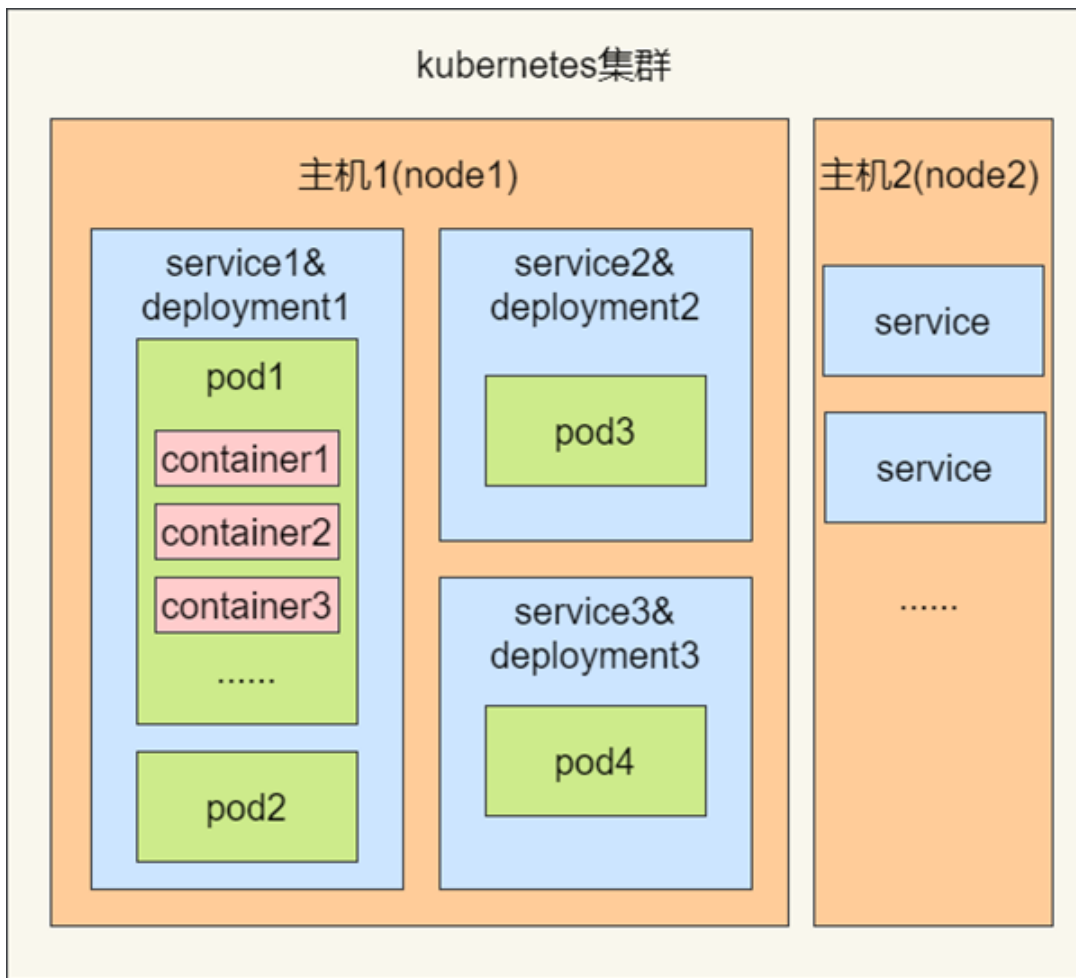 kubernetes集群
主机1(node1)
service1&
deployment1
pod1
container1
container2
container3
......
pod2
service2&
deployment2
pod3
service3&
deployment3
pod4
主机2(node2)
service
service
......